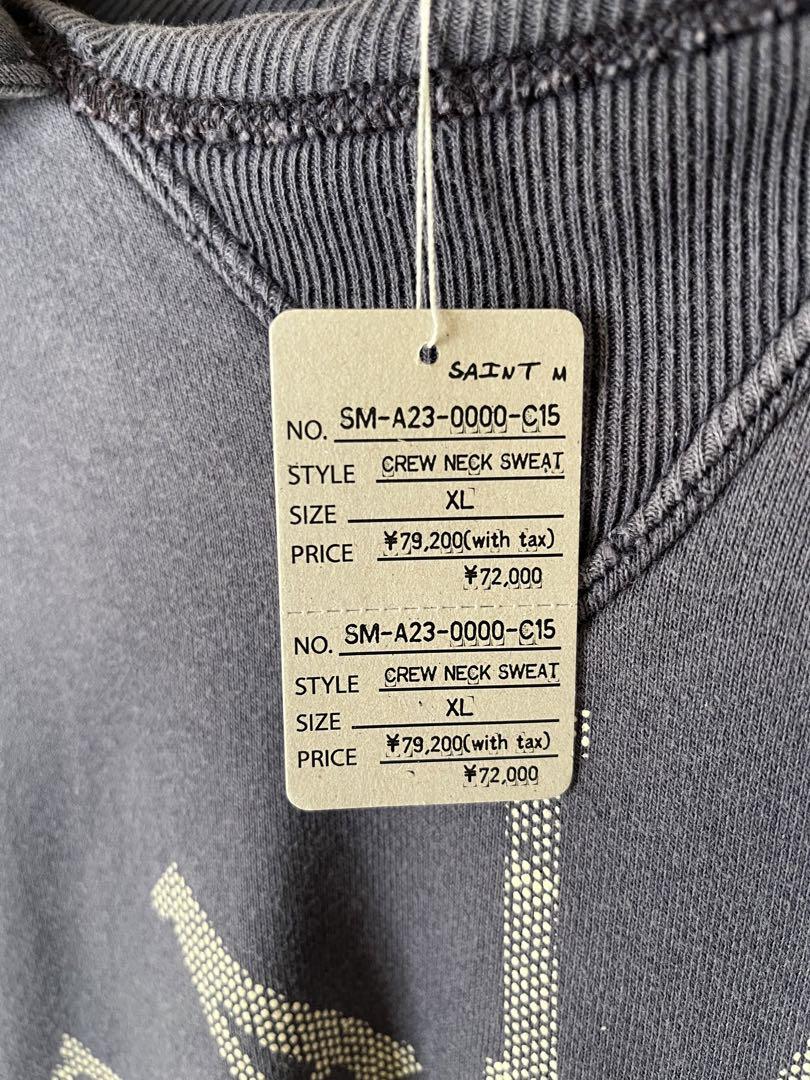 SAINT M
NO. SM-A23-0000-C15
STYLE CREW NECK SWEAT
SIZE XL
PRICE ¥79,200(with tax)
¥72,000
NO. SM-A23-0000-C15
STYLE CREW NECK SWEAT
SIZE XL
PRICE ¥79,200(with tax)
¥72,000